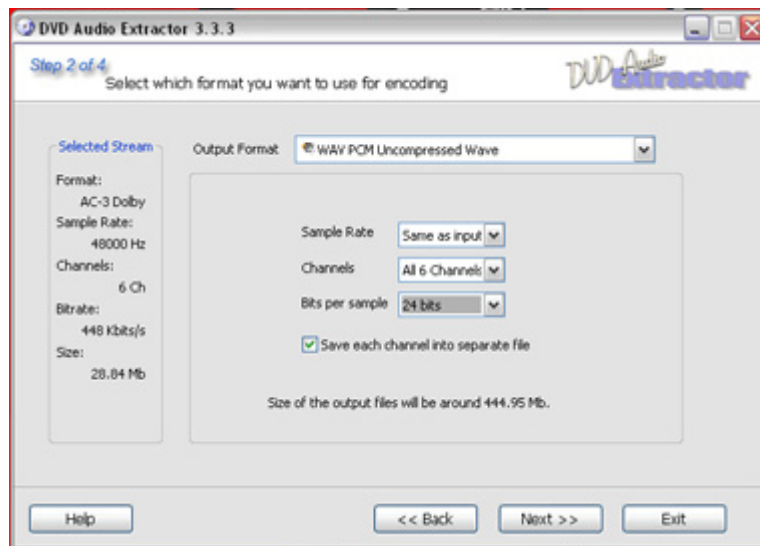 DVD Audio Extractor 3.3.3
Step 2 of 4
Select which format you want to use for encoding
DVD Audio
Extractor
Selected Stream
Format:
AC-3 Dolby
Sample Rate:
48000 Hz
Channels:
6 Ch
Bitrate:
448 Kbits/s
Size:
28.84 Mb
Output Format
WAV PCM Uncompressed Wave
Sample Rate
Same as input
Channels
All 6 Channels
Bits per sample
24 bits
Save each channel into separate file
Size of the output files will be around 444.95 Mb.
Help
<< Back
Next >>
Exit